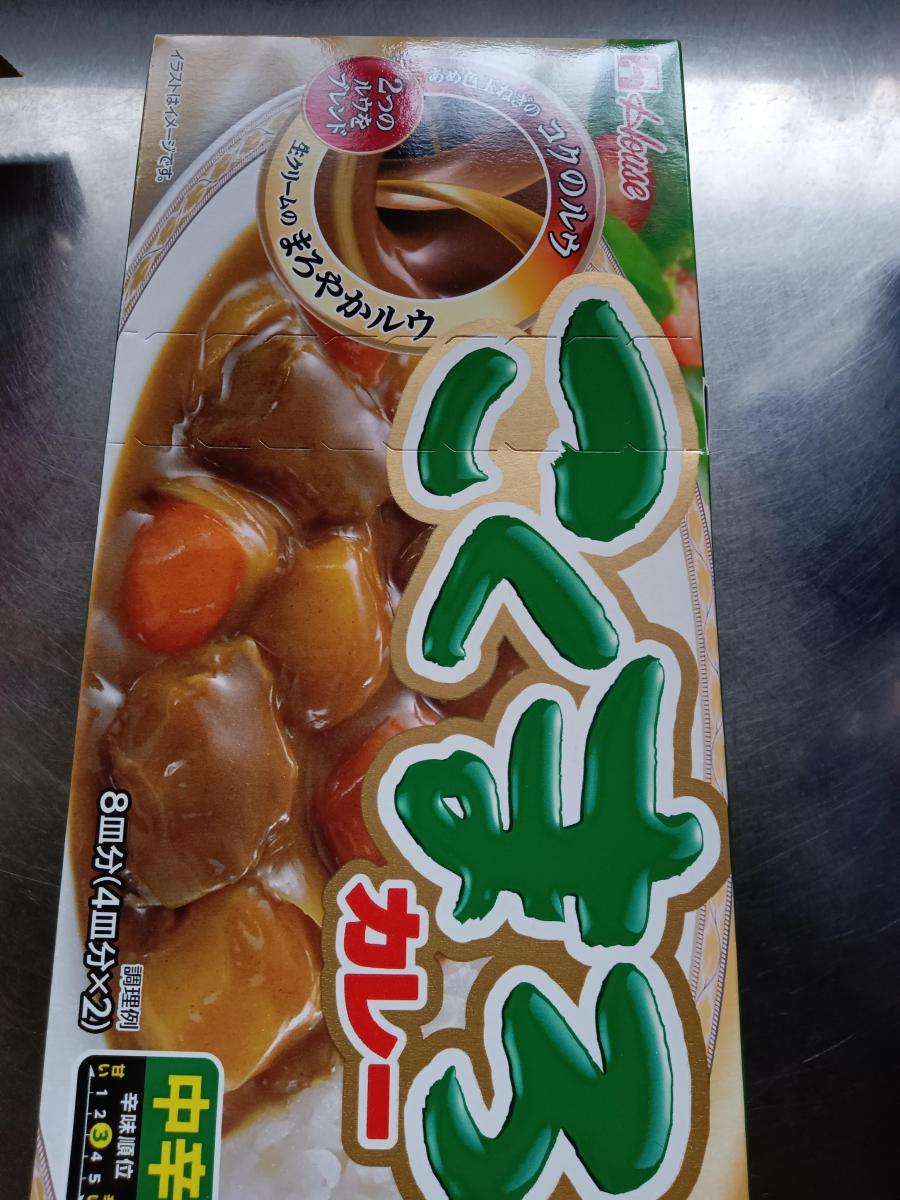 House
あめ色玉ねぎの
コクのルウ
2つの
ルウを
ブレンド
生クリームの
まろやかルウ
イラストはイメージです。
こくまろ
カレー
調理例
8皿分(4皿分×2)
中辛
辛味順位
甘い 1 2 3 4 5